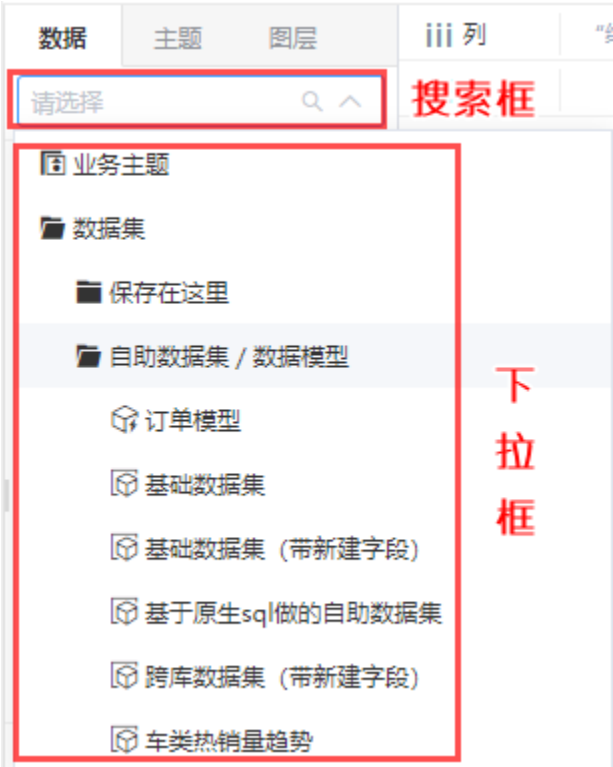 数据 主题 图层 iii 列
请选择 搜索框
业务主题
数据集
保存在这里
自助数据集 / 数据模型
下拉框
订单模型
基础数据集
基础数据集（带新建字段）
基于原生sql做的自助数据集
跨库数据集（带新建字段）
车类热销量趋势